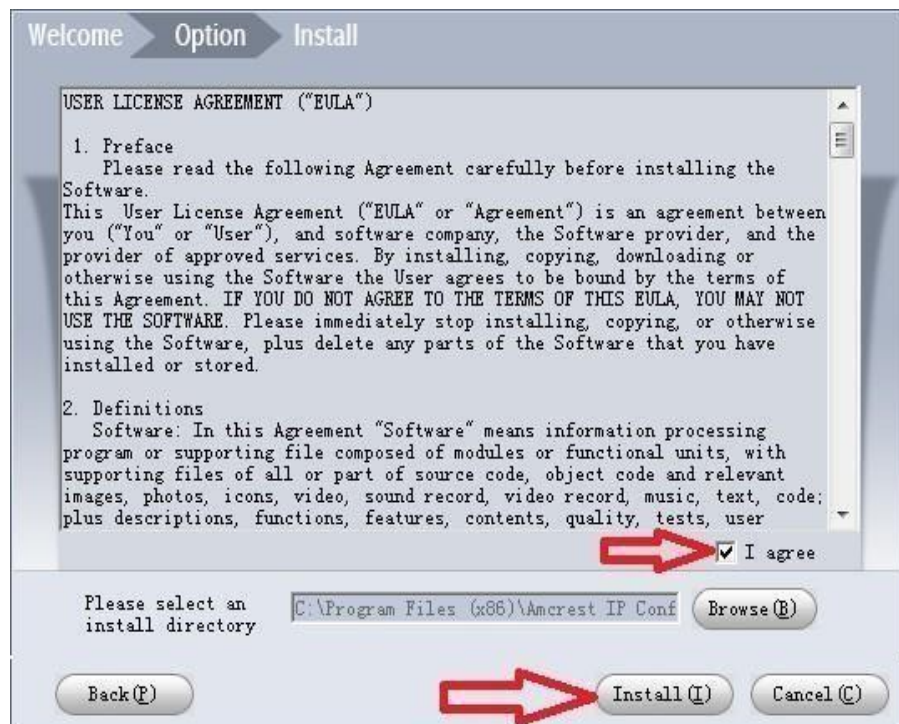 Welcome Option Install
USER LICENSE AGREEMENT ("EULA")
1. Preface
Please read the following Agreement carefully before installing the
Software.
This User License Agreement ("EULA" or "Agreement") is an agreement between
you ("You" or "User"), and software company, the Software provider, and the
provider of approved services. By installing, copying, downloading or
otherwise using the Software the User agrees to be bound by the terms of
this Agreement. IF YOU DO NOT AGREE TO THE TERMS OF THIS EULA, YOU MAY NOT
USE THE SOFTWARE. Please immediately stop installing, copying, or otherwise
using the Software, plus delete any parts of the Software that you have
installed or stored.
2. Definitions
Software: In this Agreement "Software" means information processing
program or supporting file composed of modules or functional units, with
supporting files of all or part of source code, object code and relevant
images, photos, icons, video, sound record, video record, music, text, code;
plus descriptions, functions, features, contents, quality, tests, user
I agree
Please select an
install directory
C:\Program Files (x86)\Amcrest IP Conf
Browse(B)
Back(P)
Install(I)
Cancel(C)